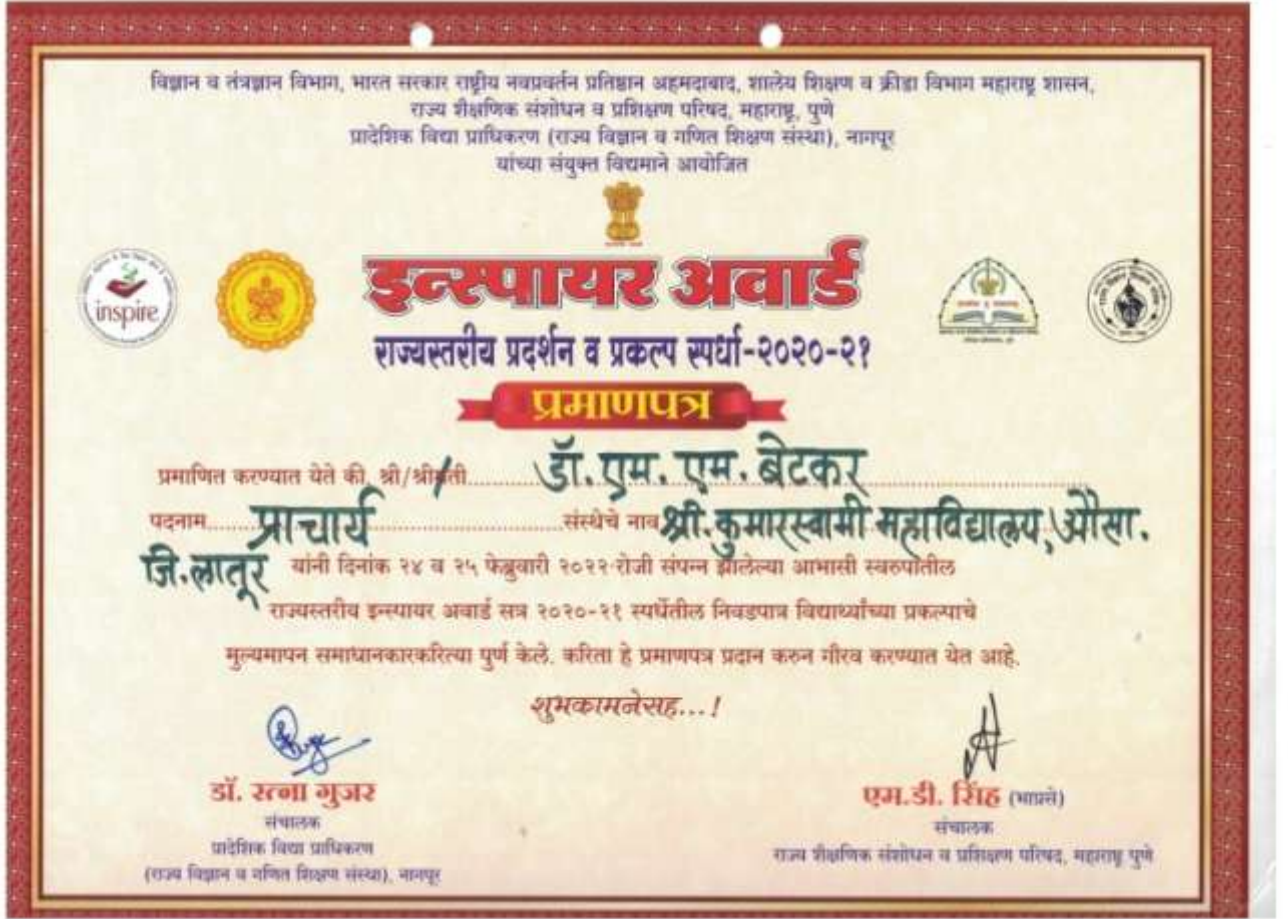 विज्ञान व तंत्रज्ञान विभाग, भारत सरकार राष्ट्रीय नवप्रवर्तन प्रतिष्ठान अहमदाबाद, शालेय शिक्षण व क्रीडा विभाग महाराष्ट्र शासन,
राज्य शैक्षणिक संशोधन व प्रशिक्षण परिषद, महाराष्ट्र, पुणे
प्रादेशिक विद्या प्राधिकरण (राज्य विज्ञान व गणित शिक्षण संस्था), नागपूर
यांच्या संयुक्त विद्यमाने आयोजित
inspire
इन्स्पायर अवार्ड
राज्यस्तरीय प्रदर्शन व प्रकल्प स्पर्धा-२०२०-२१
प्रमाणपत्र
प्रमाणित करण्यात येते की, श्री/श्रीमती डॉ. एम. एम. बेटकर
पदनाम प्राचार्य संस्थेचे नाव श्री. कुमारस्वामी महाविद्यालय, औसा.
जि. लातूर यांनी दिनांक २४ व २५ फेब्रुवारी २०२२ रोजी संपन्न झालेल्या आभासी स्वरुपातील
राज्यस्तरीय इन्स्पायर अवार्ड सत्र २०२०-२१ स्पर्धेतील निवडपात्र विद्यार्थ्यांच्या प्रकल्पाचे
मुल्यमापन समाधानकारकरित्या पुर्ण केले. करिता हे प्रमाणपत्र प्रदान करुन गौरव करण्यात येत आहे.
शुभकामनेसह...!
डॉ. रत्ना गुजर
संचालक
प्रादेशिक विद्या प्राधिकरण
(राज्य विज्ञान व गणित शिक्षण संस्था), नागपूर
एम.डी. सिंह (भाप्रसे)
संचालक
राज्य शैक्षणिक संशोधन व प्रशिक्षण परिषद, महाराष्ट्र पुणे